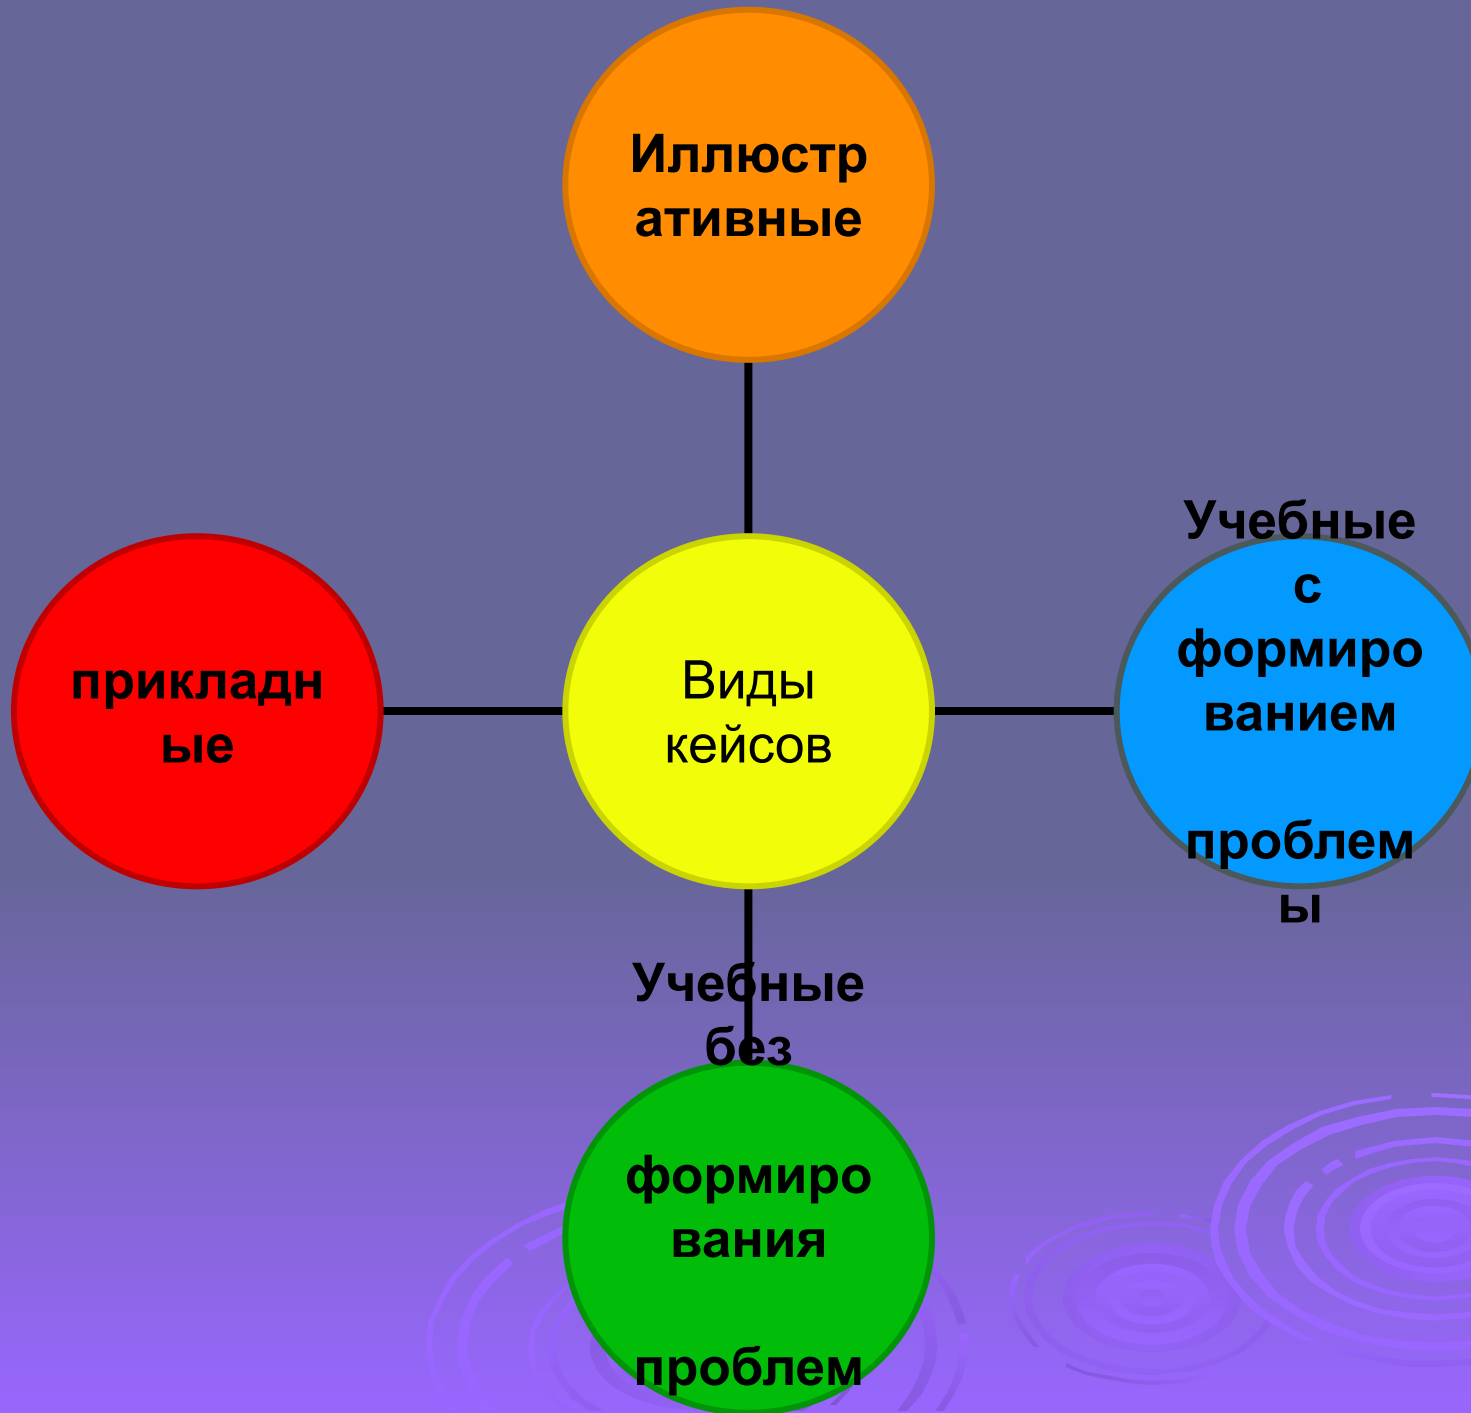 Иллюстр
ативные
прикладн
ые
Виды
кейсов
Учебные
с
формиро
ванием
проблем
ы
Учебные
без
формиро
вания
проблем